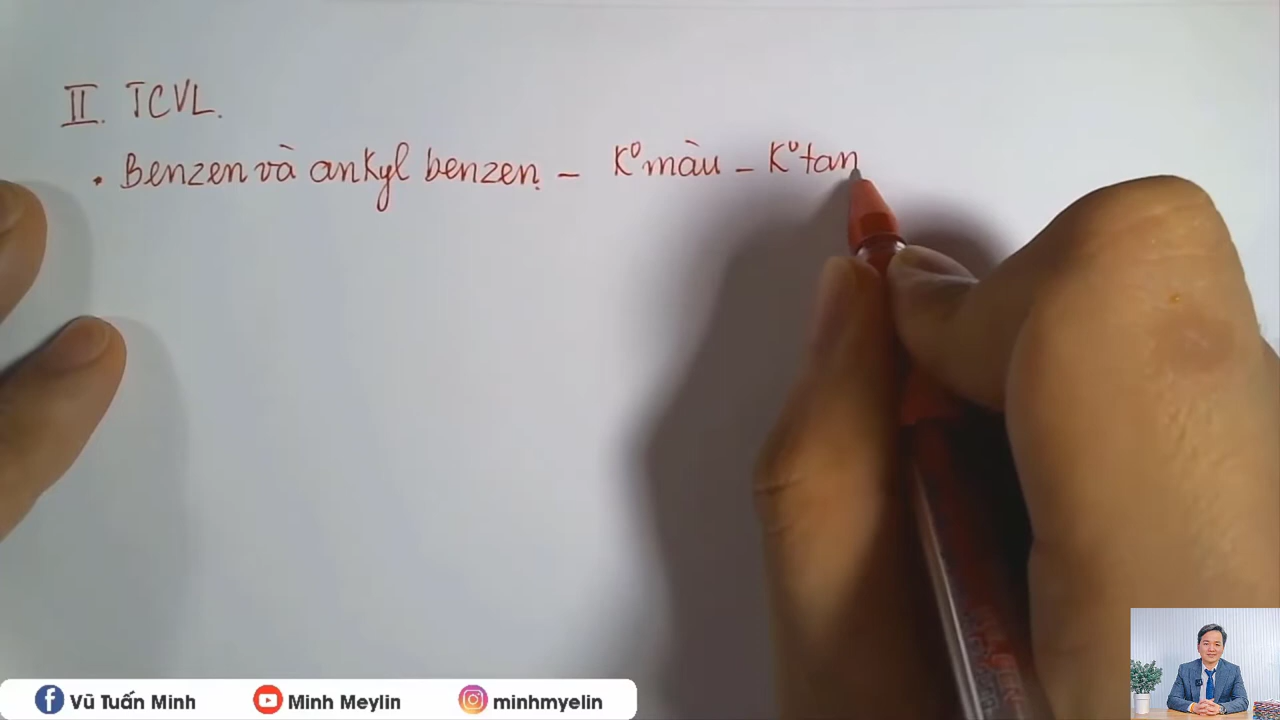 II. TCVL.
• Benzen và ankyl benzen. – K⁰ màu – K⁰ tan
Vũ Tuấn Minh Minh Meylin minhmyelin